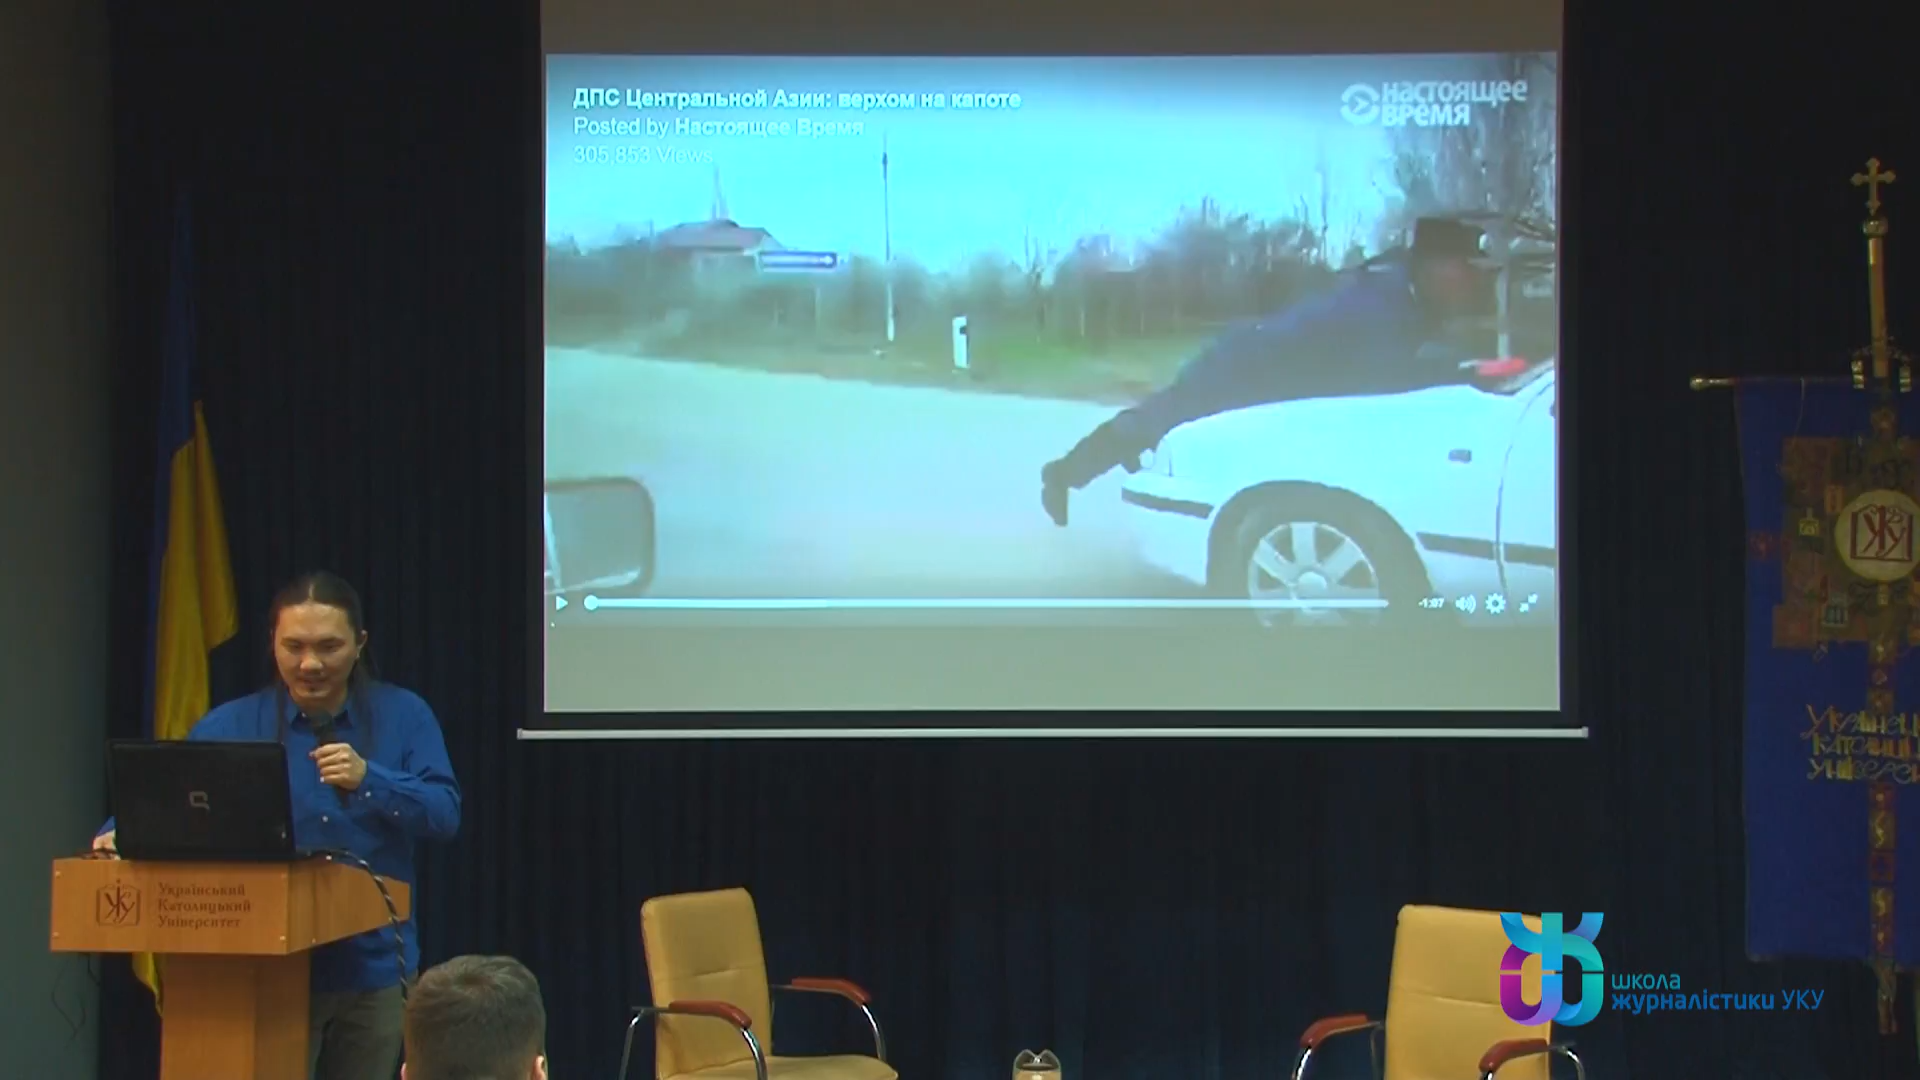 ДПС Центральной Азии: верхом на капоте
Posted by Настоящее Время
305,853 Views
настоящее
время
-1:07
Український
Католицький
Університет
школа
журналістики УКУ